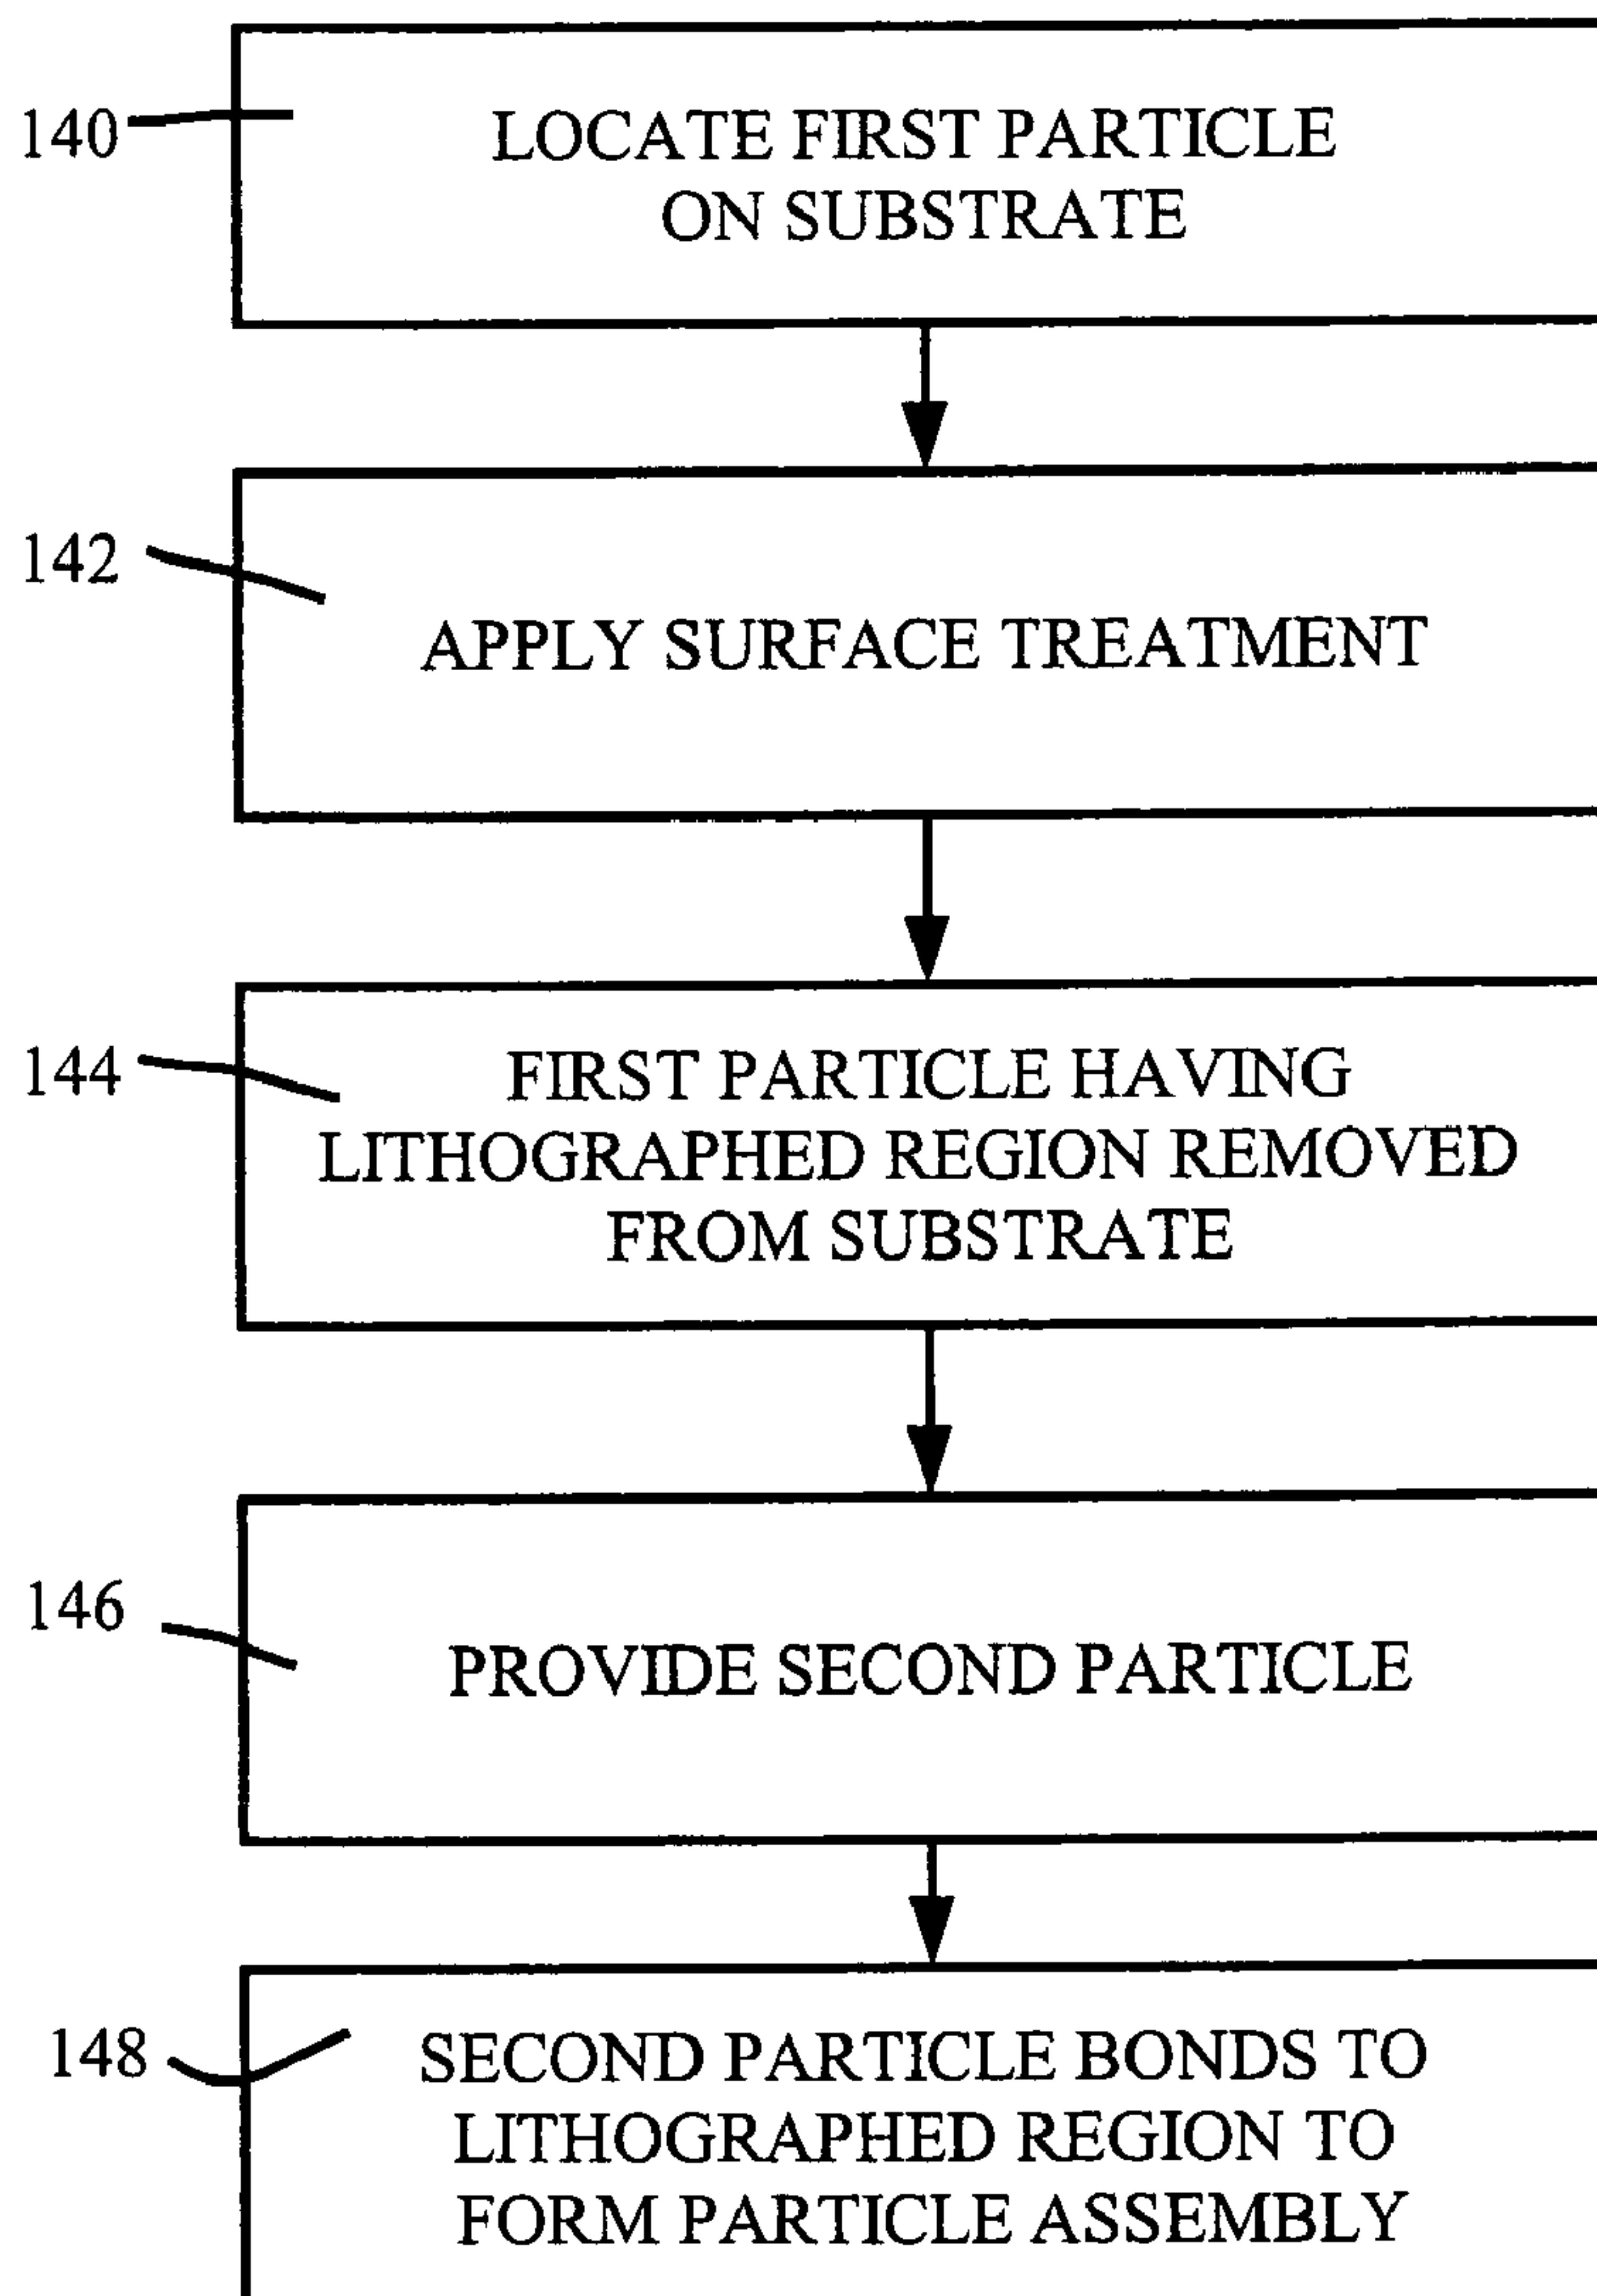 140
LOCATE FIRST PARTICLE
ON SUBSTRATE
142
APPLY SURFACE TREATMENT
144
FIRST PARTICLE HAVING
LITHOGRAPHED REGION REMOVED
FROM SUBSTRATE
146
PROVIDE SECOND PARTICLE
148
SECOND PARTICLE BONDS TO
LITHOGRAPHED REGION TO
FORM PARTICLE ASSEMBLY